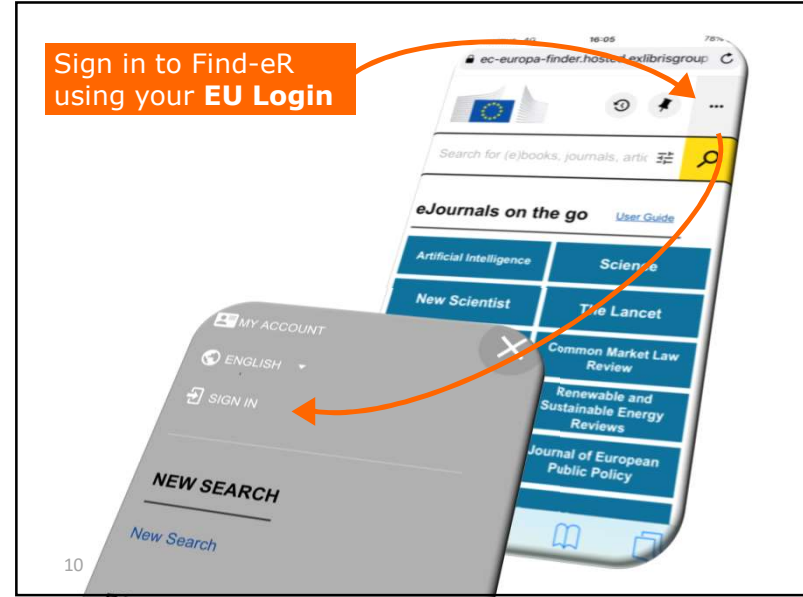 Sign in to Find-eR
using your EU Login
16:05
ec-europa-finder.hosted.exlibrisgroup
Search for (e)books, journals, artic
eJournals on the go User Guide
Artificial Intelligence
Science
New Scientist
The Lancet
Common Market Law
Review
Renewable and
Sustainable Energy
Reviews
Journal of European
Public Policy
MY ACCOUNT
ENGLISH
SIGN IN
NEW SEARCH
New Search
10